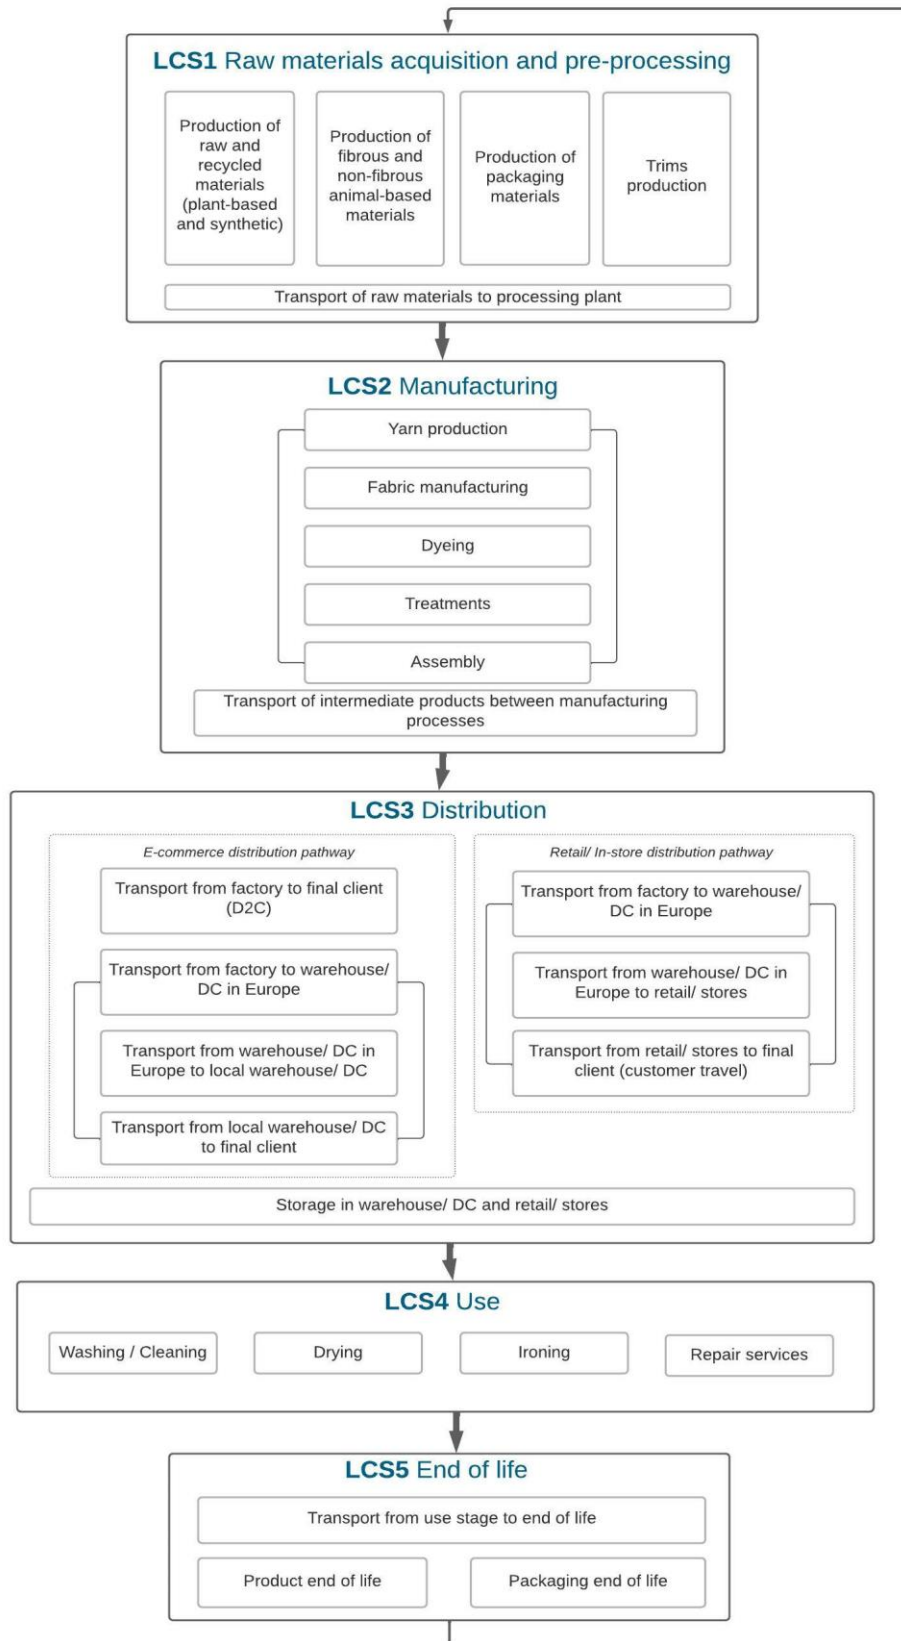 LCS1 Raw materials acquisition and pre-processing
Production of
raw and
recycled
materials
(plant-based
and synthetic)
Production of
fibrous and
non-fibrous
animal-based
materials
Production of
packaging
materials
Trims
production
Transport of raw materials to processing plant
LCS2 Manufacturing
Yarn production
Fabric manufacturing
Dyeing
Treatments
Assembly
Transport of intermediate products between manufacturing
processes
LCS3 Distribution
E-commerce distribution pathway
Transport from factory to final client
(D2C)
Transport from factory to warehouse/
DC in Europe
Transport from warehouse/ DC in
Europe to local warehouse/ DC
Transport from local warehouse/ DC
to final client
Retail/ In-store distribution pathway
Transport from factory to warehouse/
DC in Europe
Transport from warehouse/ DC in
Europe to retail/ stores
Transport from retail/ stores to final
client (customer travel)
Storage in warehouse/ DC and retail/ stores
LCS4 Use
Washing / Cleaning
Drying
Ironing
Repair services
LCS5 End of life
Transport from use stage to end of life
Product end of life
Packaging end of life